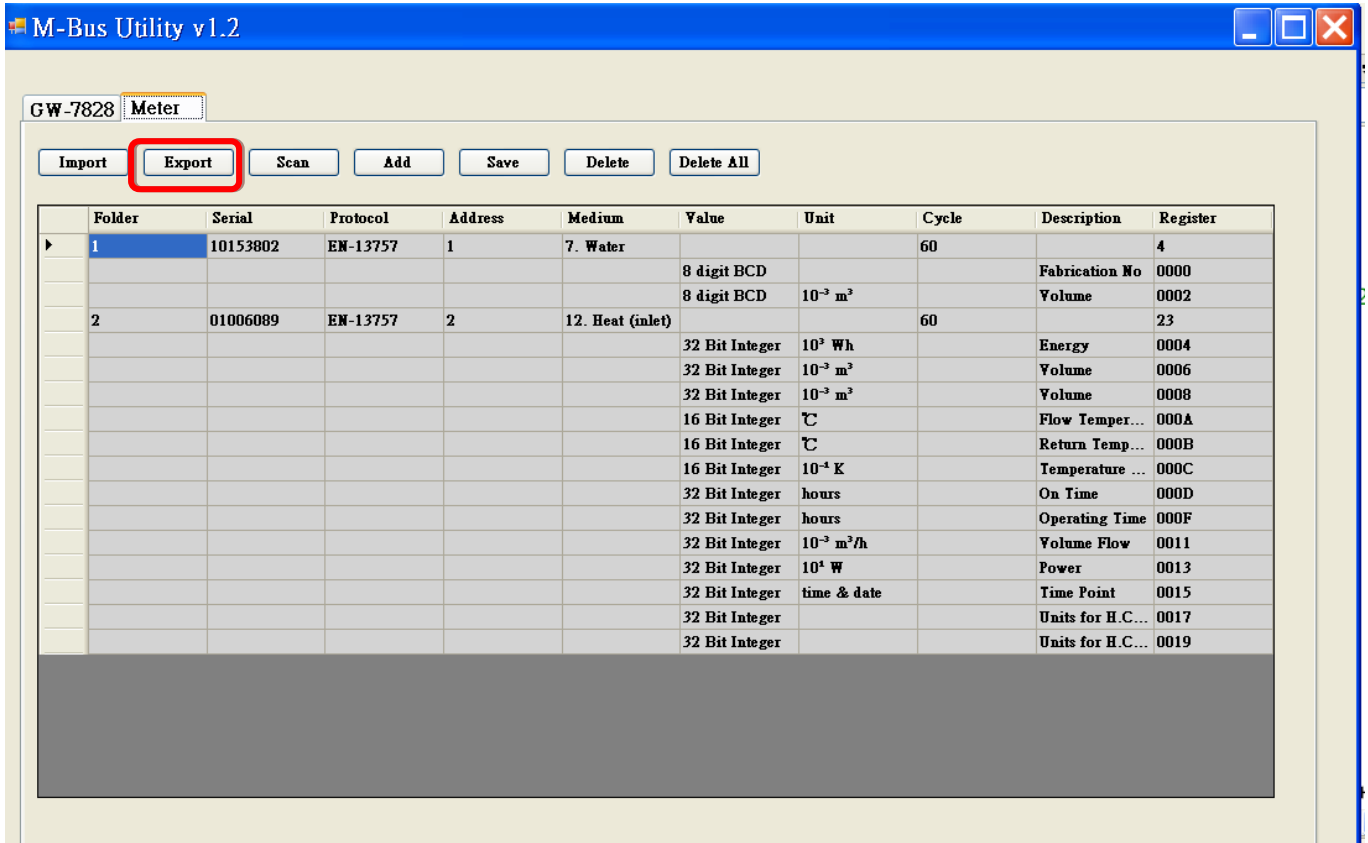 M-Bus Utility v1.2
GW-7828 Meter
Import Export Scan Add Save Delete Delete All
Folder Serial Protocol Address Medium Value Unit Cycle Description Register
1 10153802 EN-13757 1 7. Water 60 4
8 digit BCD Fabrication No 0000
8 digit BCD 10⁻³ m³ Volume 0002
2 01006089 EN-13757 2 12. Heat (inlet) 60 23
32 Bit Integer 10³ Wh Energy 0004
32 Bit Integer 10⁻³ m³ Volume 0006
32 Bit Integer 10⁻³ m³ Volume 0008
16 Bit Integer ℃ Flow Temper... 000A
16 Bit Integer ℃ Return Temp... 000B
16 Bit Integer 10⁻¹ K Temperature ... 000C
32 Bit Integer hours On Time 000D
32 Bit Integer hours Operating Time 000F
32 Bit Integer 10⁻³ m³/h Volume Flow 0011
32 Bit Integer 10¹ W Power 0013
32 Bit Integer time & date Time Point 0015
32 Bit Integer Units for H.C... 0017
32 Bit Integer Units for H.C... 0019